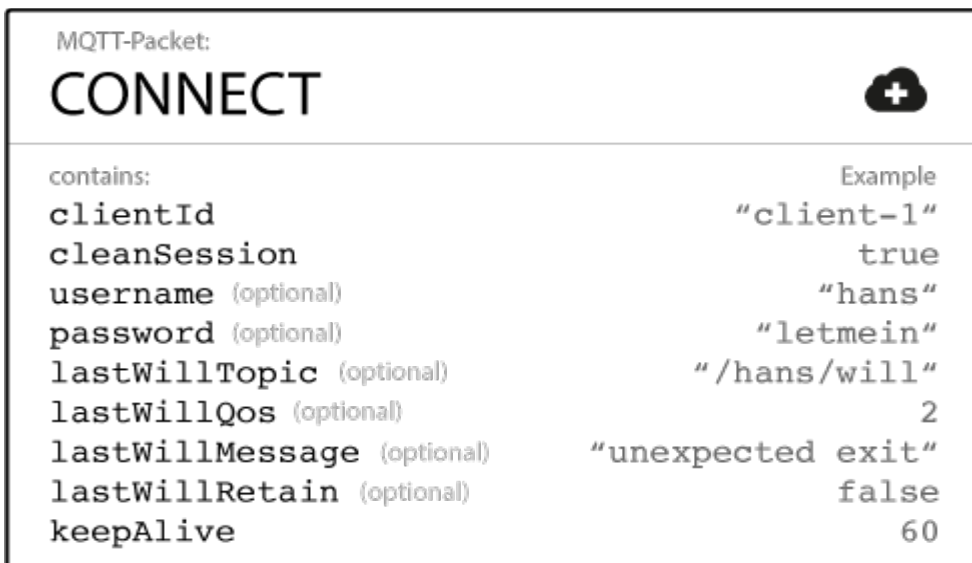 MQTT-Packet:
CONNECT
contains: Example
clientId “client-1“
cleanSession true
username (optional) “hans“
password (optional) “letmein“
lastWillTopic (optional) “/hans/will“
lastWillQos (optional) 2
lastWillMessage (optional) “unexpected exit“
lastWillRetain (optional) false
keepAlive 60